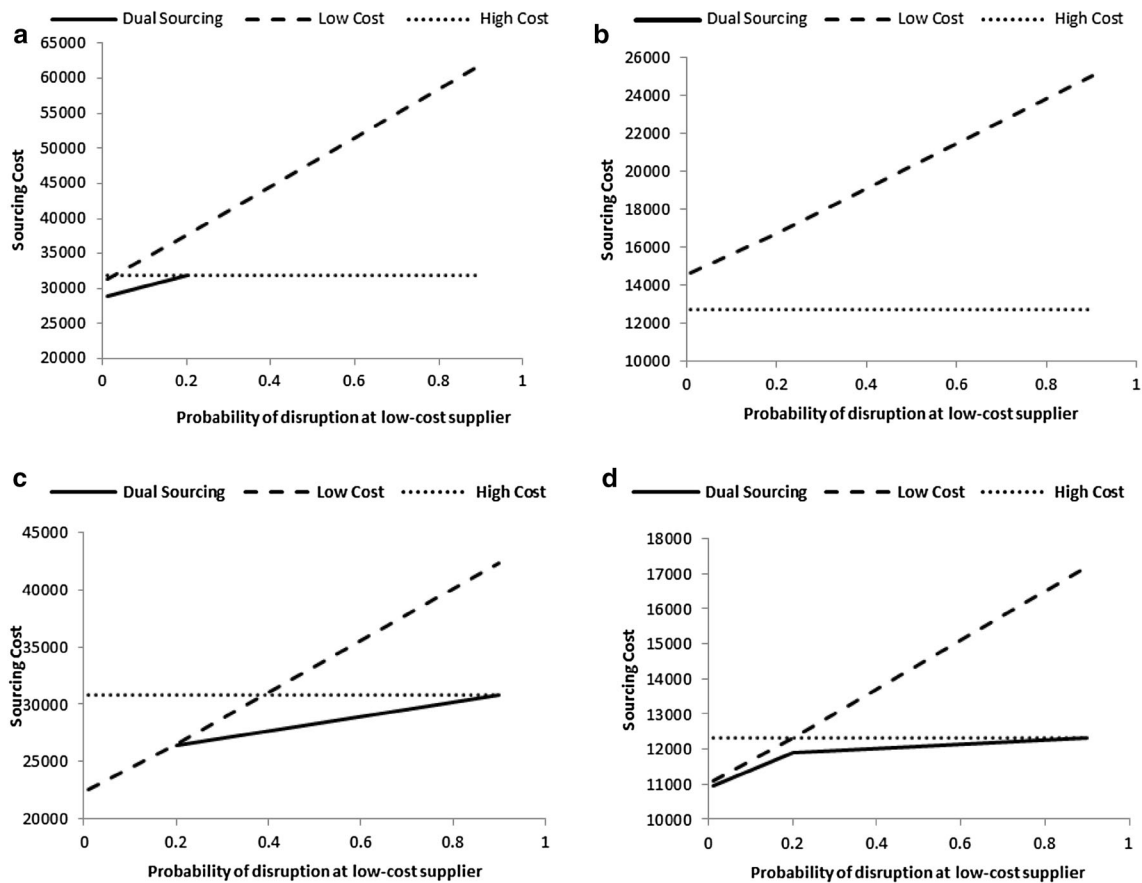 a
Dual Sourcing Low Cost High Cost
65000
60000
55000
50000
45000
40000
35000
30000
25000
20000
Sourcing Cost
0 0.2 0.4 0.6 0.8 1
Probability of disruption at low-cost supplier
b
Dual Sourcing Low Cost High Cost
26000
24000
22000
20000
18000
16000
14000
12000
10000
Sourcing Cost
0 0.2 0.4 0.6 0.8 1
Probability of disruption at low-cost supplier
c
Dual Sourcing Low Cost High Cost
45000
40000
35000
30000
25000
20000
Sourcing Cost
0 0.2 0.4 0.6 0.8 1
Probability of disruption at low-cost supplier
d
Dual Sourcing Low Cost High Cost
18000
17000
16000
15000
14000
13000
12000
11000
10000
Sourcing Cost
0 0.2 0.4 0.6 0.8 1
Probability of disruption at low-cost supplier